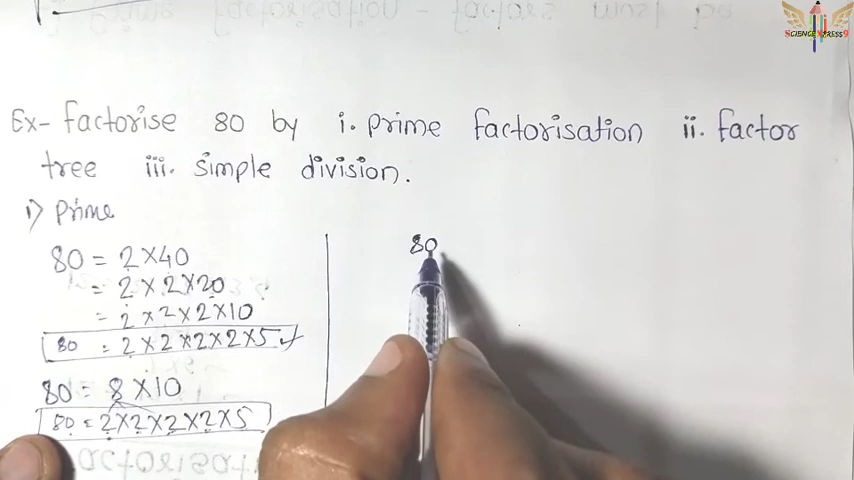 SCIENCE XPRESS9
Ex- Factorise 80 by i. prime factorisation ii. factor
tree iii. simple division.
i) Prime
80 = 2×40
= 2×2×20
= 2×2×2×10
80 = 2×2×2×2×5 ✓
80 = 8×10
80 = 2×2×2×2×5
80